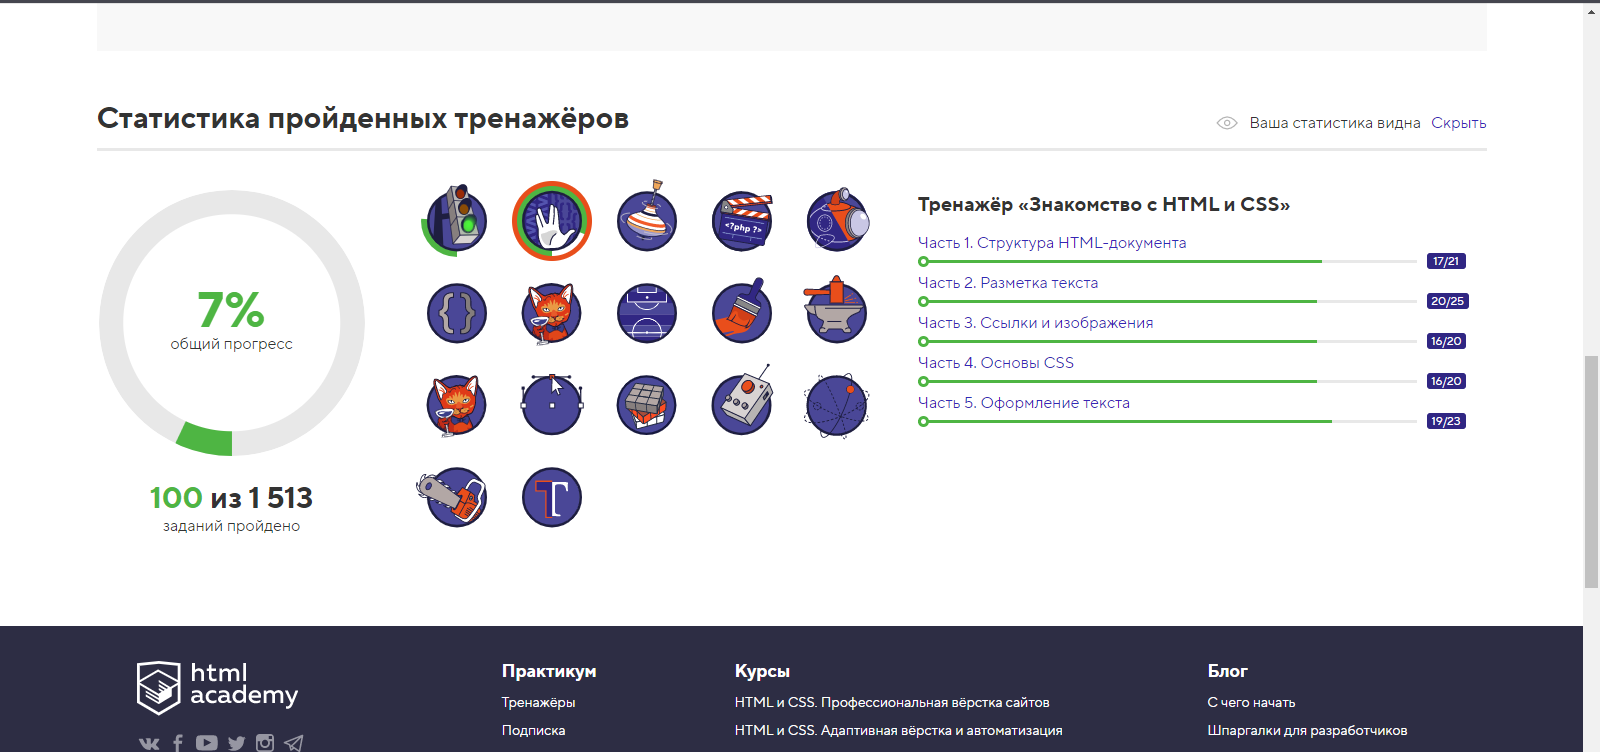 Статистика пройденных тренажёров
Ваша статистика видна Скрыть
7%
общий прогресс
100 из 1 513
заданий пройдено
<?php ?>
{}
T
Тренажёр «Знакомство с HTML и CSS»
Часть 1. Структура HTML-документа
17/21
Часть 2. Разметка текста
20/25
Часть 3. Ссылки и изображения
16/20
Часть 4. Основы CSS
16/20
Часть 5. Оформление текста
19/23
html
academy
Практикум
Тренажёры
Подписка
Курсы
HTML и CSS. Профессиональная вёрстка сайтов
HTML и CSS. Адаптивная вёрстка и автоматизация
Блог
С чего начать
Шпаргалки для разработчиков